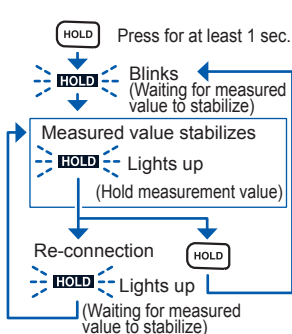 HOLD Press for at least 1 sec.
HOLD Blinks
(Waiting for measured
value to stabilize)
Measured value stabilizes
HOLD Lights up
(Hold measurement value)
Re-connection
HOLD
HOLD Lights up
(Waiting for measured
value to stabilize)